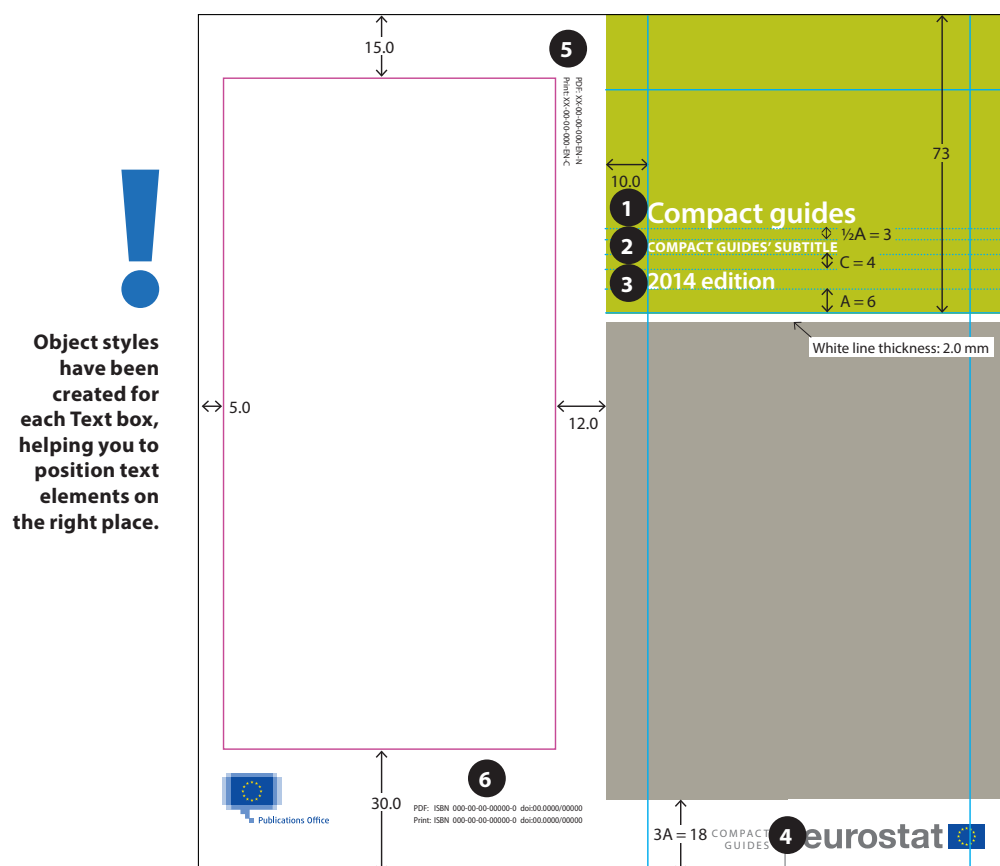 Object styles
have been
created for
each Text box,
helping you to
position text
elements on
the right place.
15.0
5
PDF: XX-00-00-000-EN-N
Print: XX-00-00-000-EN-C
5.0
12.0
30.0
6
Publications Office
PDF: ISBN 000-00-00-00000-0 doi:00.0000/00000
Print: ISBN 000-00-00-00000-0 doi:00.0000/00000
73
10.0
1 Compact guides
½A = 3
2 COMPACT GUIDES' SUBTITLE
C = 4
3 2014 edition
A = 6
White line thickness: 2.0 mm
3A = 18
COMPACT
GUIDES
4
eurostat